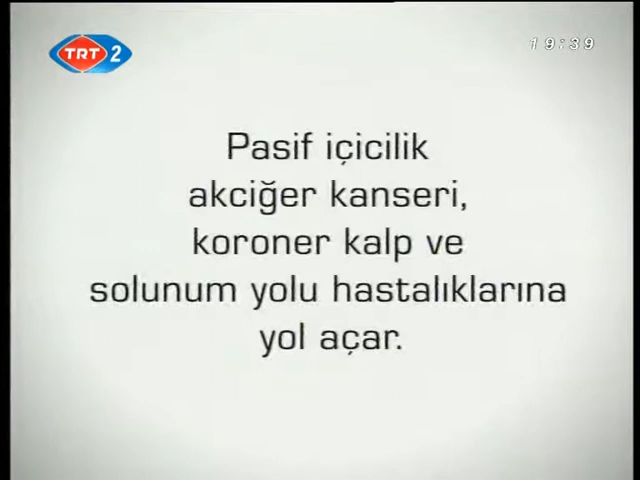 TRT 2
19:39
Pasif içicilik
akciğer kanseri,
koroner kalp ve
solunum yolu hastalıklarına
yol açar.